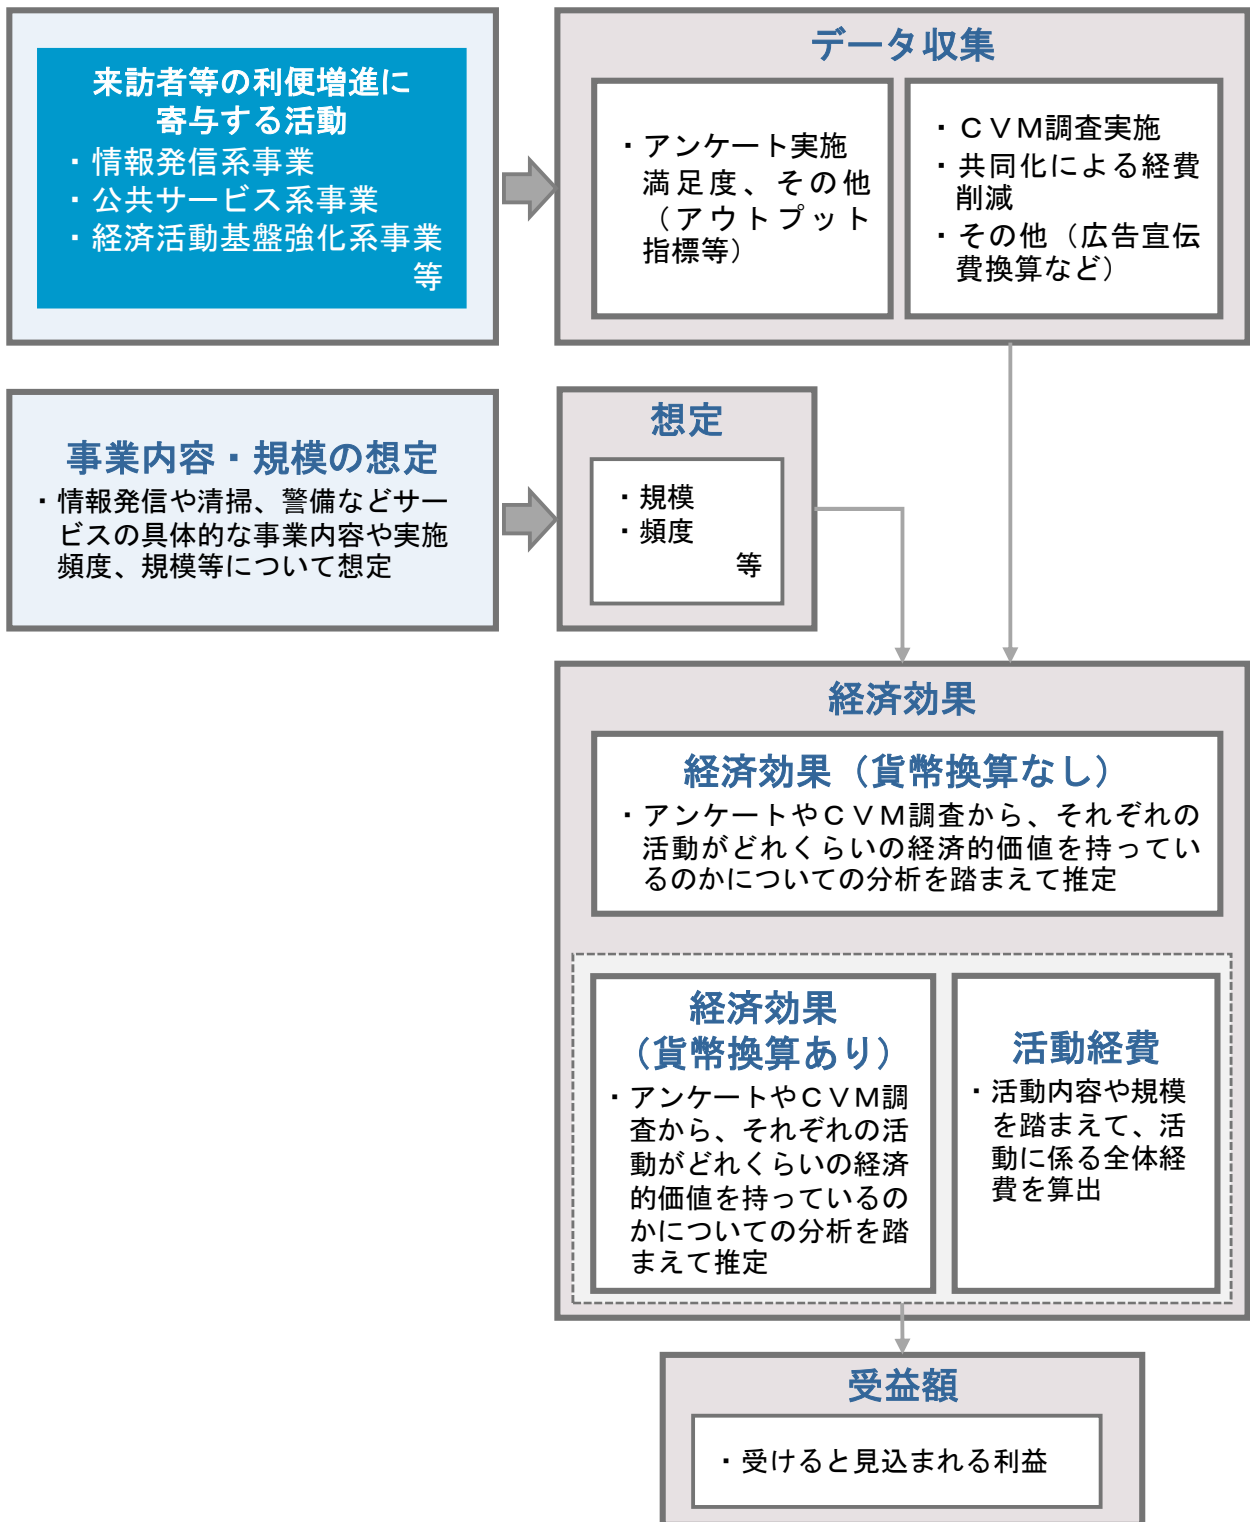 来訪者等の利便増進に
寄与する活動
・情報発信系事業
・公共サービス系事業
・経済活動基盤強化系事業
等
データ収集
・アンケート実施
満足度、その他
（アウトプット
指標等）
・ＣＶＭ調査実施
・共同化による経費
削減
・その他（広告宣伝
費換算など）
事業内容・規模の想定
・情報発信や清掃、警備などサー
ビスの具体的な事業内容や実施
頻度、規模等について想定
想定
・規模
・頻度
等
経済効果
経済効果（貨幣換算なし）
・アンケートやＣＶＭ調査から、それぞれの
活動がどれくらいの経済的価値を持ってい
るのかについての分析を踏まえて推定
経済効果
（貨幣換算あり）
・アンケートやＣＶＭ調
査から、それぞれの活
動がどれくらいの経済
的価値を持っているの
かについての分析を踏
まえて推定
活動経費
・活動内容や規模
を踏まえて、活
動に係る全体経
費を算出
受益額
・受けると見込まれる利益